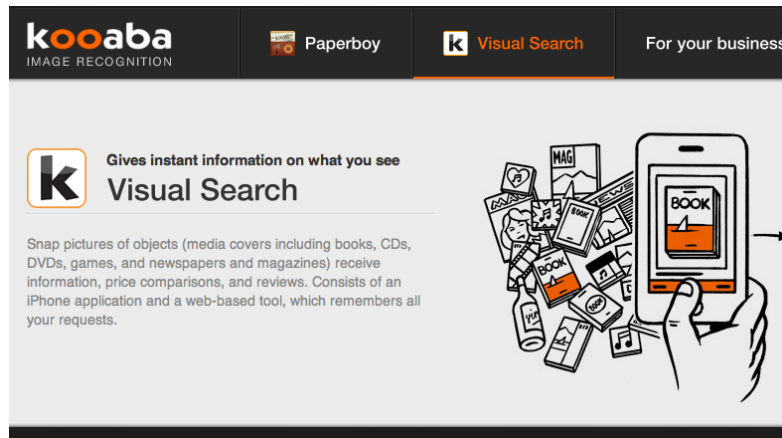 kooaba
IMAGE RECOGNITION
Paperboy
k Visual Search
For your business
k
Gives instant information on what you see
Visual Search
Snap pictures of objects (media covers including books, CDs,
DVDs, games, and newspapers and magazines) receive
information, price comparisons, and reviews. Consists of an
iPhone application and a web-based tool, which remembers all
your requests.
MAG
NEWS
BOOK
BOOK
BOOK
BOOK